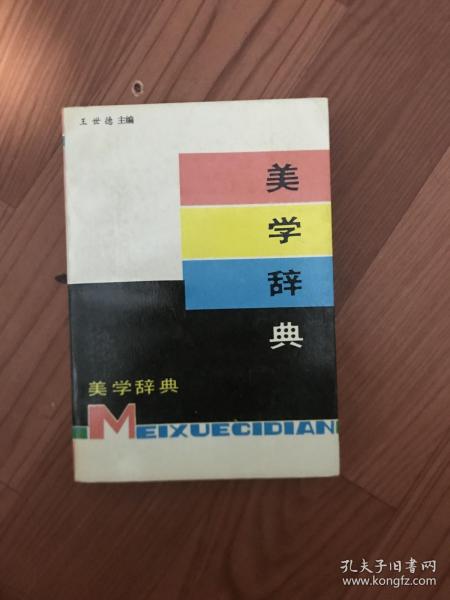 王世德 主编
美
学
辞
典
美学辞典
MEIXUECIDIAN
孔夫子旧书网
www.kongfz.com